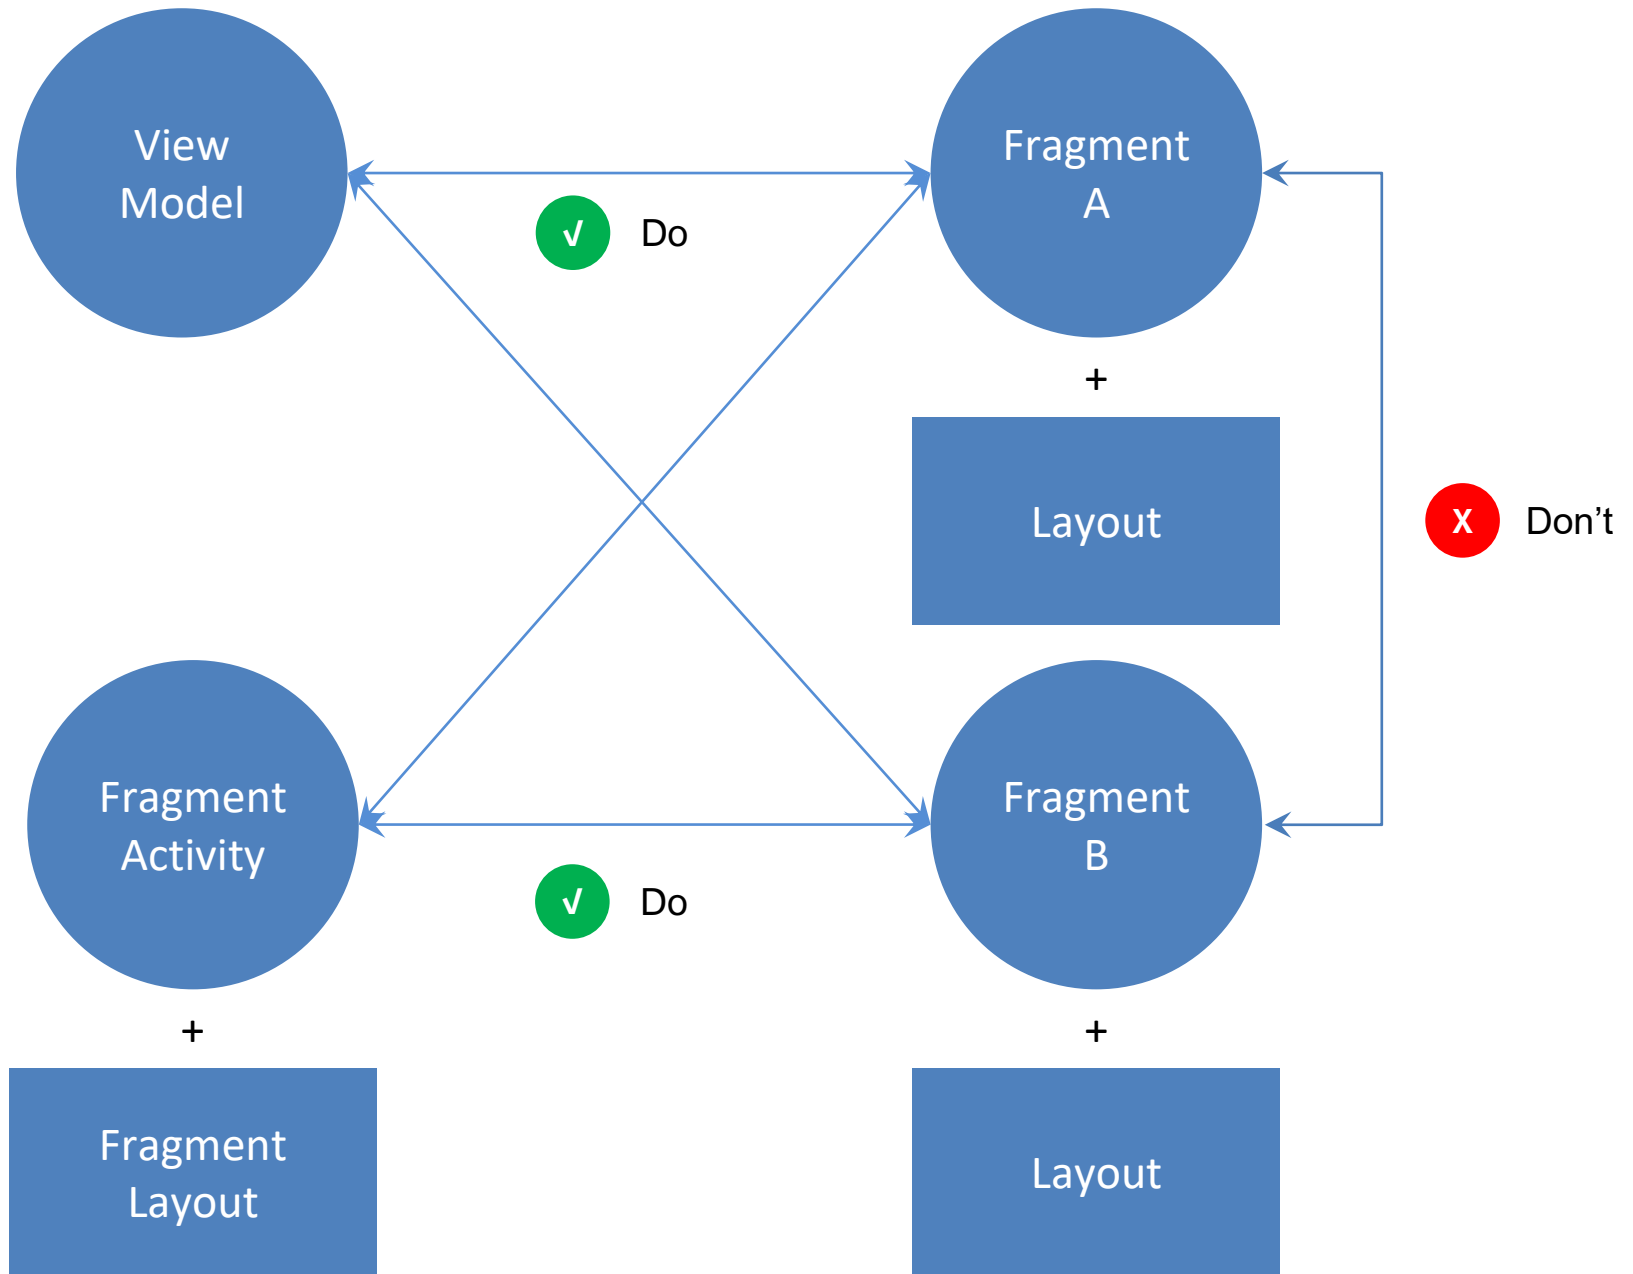 View
Model
Fragment
A
√
Do
+
Layout
X
Don’t
Fragment
Activity
Fragment
B
√
Do
+
+
Fragment
Layout
Layout